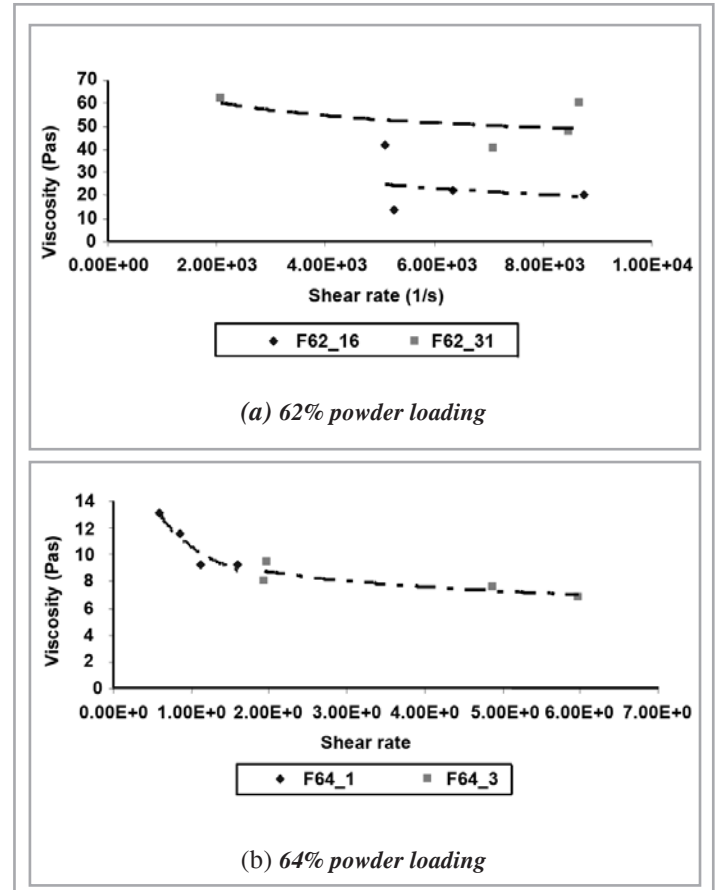 70
60
50
40
30
20
10
0
Viscosity (Pas)
0.00E+00 2.00E+03 4.00E+03 6.00E+03 8.00E+03 1.00E+04
Shear rate (1/s)
F62_16 F62_31
(a) 62% powder loading
14
12
10
8
6
4
2
0
Viscosity (Pas)
0.00E+0 1.00E+0 2.00E+0 3.00E+0 4.00E+0 5.00E+0 6.00E+0 7.00E+0
Shear rate
F64_1 F64_3
(b) 64% powder loading